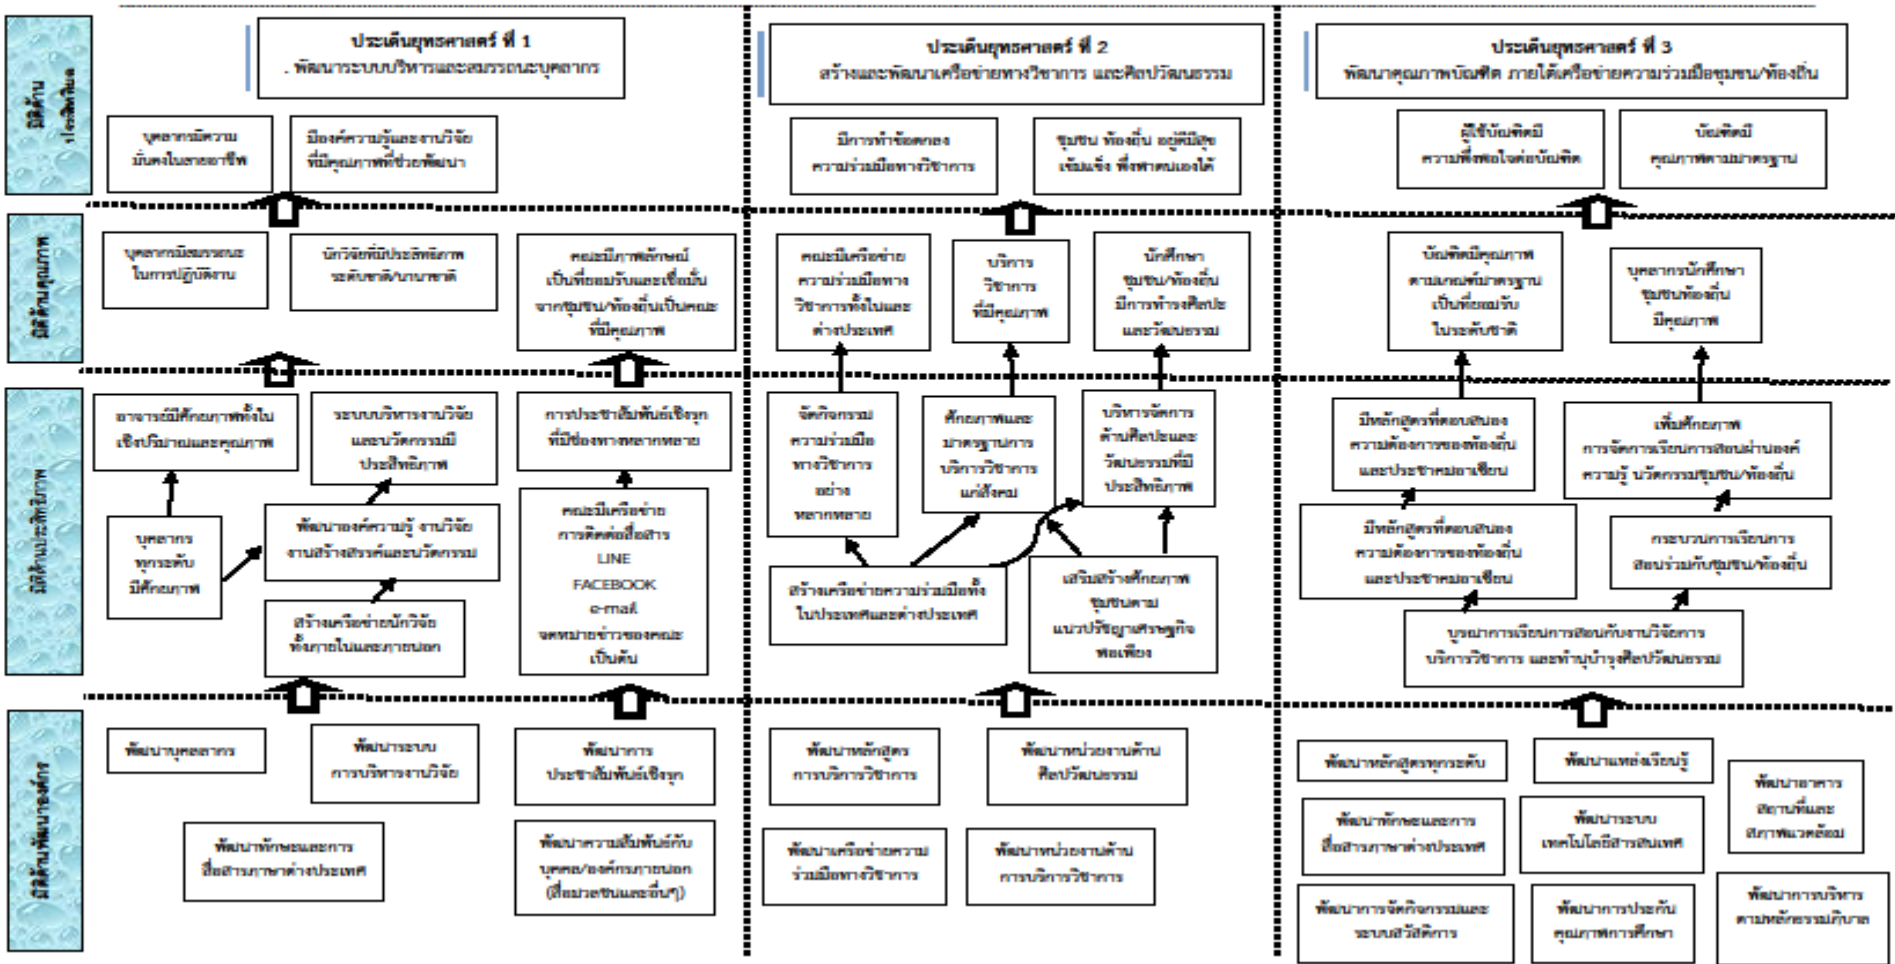 มิติด้าน
ประสิทธิผล
ประเด็นยุทธศาสตร์ ที่ 1
. พัฒนาระบบบริหารและสมรรถนะบุคลากร
ประเด็นยุทธศาสตร์ ที่ 2
สร้างและพัฒนาเครือข่ายทางวิชาการ และศิลปวัฒนธรรม
ประเด็นยุทธศาสตร์ ที่ 3
พัฒนาคุณภาพบัณฑิต ภายใต้เครือข่ายความร่วมมือชุมชน/ท้องถิ่น
บุคลากรมีความ
มั่นคงในสายอาชีพ
มีองค์ความรู้และงานวิจัย
ที่มีคุณภาพที่ช่วยพัฒนา
มีการทำข้อตกลง
ความร่วมมือทางวิชาการ
ชุมชน ท้องถิ่น อยู่ดีมีสุข
เข้มแข็ง พึ่งพาตนเองได้
ผู้ใช้บัณฑิตมี
ความพึงพอใจต่อบัณฑิต
บัณฑิตมี
คุณภาพตามมาตรฐาน
มิติด้านคุณภาพ
บุคลากรมีสมรรถนะ
ในการปฏิบัติงาน
นักวิจัยที่มีประสิทธิภาพ
ระดับชาติ/นานาชาติ
คณะมีภาพลักษณ์
เป็นที่ยอมรับและเชื่อมั่น
จากชุมชน/ท้องถิ่นเป็นคณะ
ที่มีคุณภาพ
คณะมีเครือข่าย
ความร่วมมือทาง
วิชาการทั้งในและ
ต่างประเทศ
บริการ
วิชาการ
ที่มีคุณภาพ
นักศึกษา
ชุมชน/ท้องถิ่น
มีการทำรงศิลปะ
และวัฒนธรรม
บัณฑิตมีคุณภาพ
ตามเกณฑ์มาตรฐาน
เป็นที่ยอมรับ
ในระดับชาติ
บุคลากรนักศึกษา
ชุมชนท้องถิ่น
มีคุณภาพ
มิติด้านประสิทธิภาพ
อาจารย์มีศักยภาพทั้งใน
เชิงปริมาณและคุณภาพ
ระบบบริหารงานวิจัย
และนวัตกรรมมี
ประสิทธิภาพ
การประชาสัมพันธ์เชิงรุก
ที่มีช่องทางหลากหลาย
จัดกิจกรรม
ความร่วมมือ
ทางวิชาการ
อย่าง
หลากหลาย
ศักยภาพและ
มาตรฐานการ
บริการวิชาการ
แก่สังคม
บริหารจัดการ
ด้านศิลปะและ
วัฒนธรรมที่มี
ประสิทธิภาพ
มีหลักสูตรที่ตอบสนอง
ความต้องการของท้องถิ่น
และประชาคมอาเซียน
เพิ่มศักยภาพ
การจัดการเรียนการสอนผ่านองค์
ความรู้ นวัตกรรมชุมชน/ท้องถิ่น
บุคลากร
ทุกระดับ
มีศักยภาพ
พัฒนาองค์ความรู้ งานวิจัย
งานสร้างสรรค์และนวัตกรรม
คณะมีเครือข่าย
การติดต่อสื่อสาร
LINE
FACEBOOK
e-mail
จดหมายข่าวของคณะ
เป็นต้น
มีหลักสูตรที่ตอบสนอง
ความต้องการของท้องถิ่น
และประชาคมอาเซียน
กระบวนการเรียนการ
สอนร่วมกับชุมชน/ท้องถิ่น
สร้างเครือข่ายนักวิจัย
ทั้งภายในและภายนอก
สร้างเครือข่ายความร่วมมือทั้ง
ในประเทศและต่างประเทศ
เสริมสร้างศักยภาพ
ชุมชนตาม
แนวปรัชญาเศรษฐกิจ
พอเพียง
บูรณาการเรียนการสอนกับงานวิจัยการ
บริการวิชาการ และทำนุบำรุงศิลปวัฒนธรรม
มิติด้านพัฒนาองค์กร
พัฒนาบุคลลากร
พัฒนาระบบ
การบริหารงานวิจัย
พัฒนาการ
ประชาสัมพันธ์เชิงรุก
พัฒนาหลักสูตร
การบริการวิชาการ
พัฒนาหน่วยงานด้าน
ศิลปวัฒนธรรม
พัฒนาหลักสูตรทุกระดับ
พัฒนาแหล่งเรียนรู้
พัฒนาอาคาร
สถานที่และ
สภาพแวดล้อม
พัฒนาทักษะและการ
สื่อสารภาษาต่างประเทศ
พัฒนาความสัมพันธ์กับ
บุคคล/องค์กรภายนอก
(สื่อมวลชนและอื่นๆ)
พัฒนาเครือข่ายความ
ร่วมมือทางวิชาการ
พัฒนาหน่วยงานด้าน
การบริการวิชาการ
พัฒนาทักษะและการ
สื่อสารภาษาต่างประเทศ
พัฒนาระบบ
เทคโนโลยีสารสนเทศ
พัฒนาการจัดกิจกรรมและ
ระบบสวัสดิการ
พัฒนาการประกัน
คุณภาพการศึกษา
พัฒนาการบริหาร
ตามหลักธรรมาภิบาล